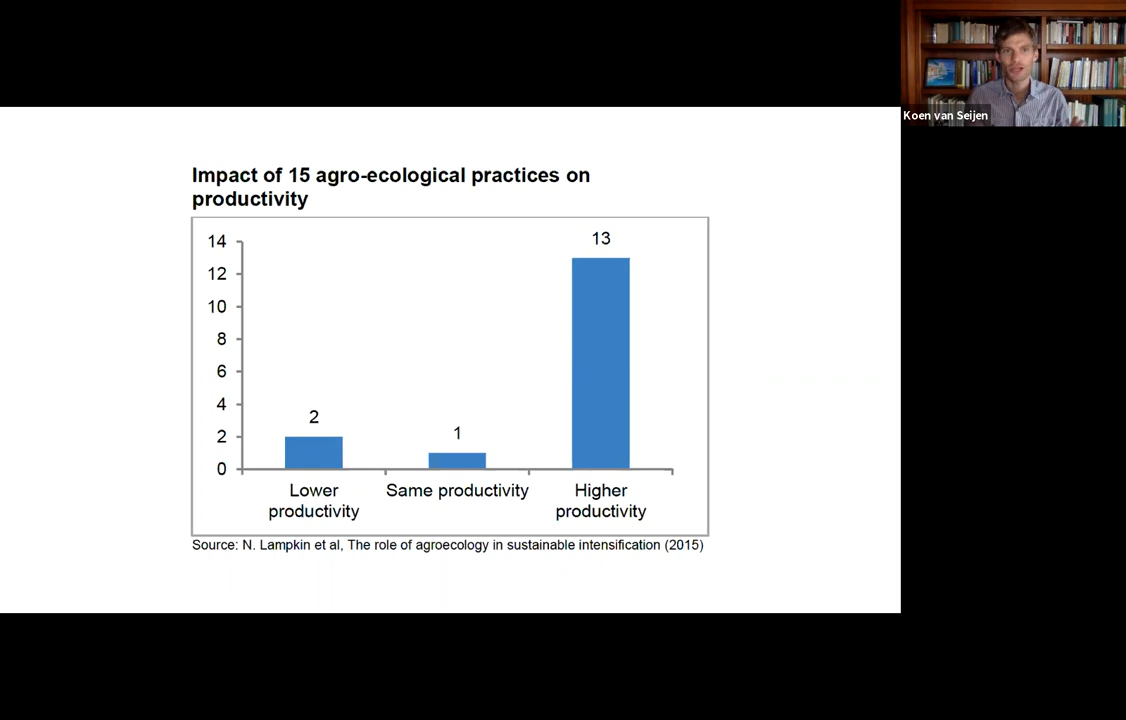 Koen van Seijen
Impact of 15 agro-ecological practices on
productivity
14
12
10
8
6
4
2
0
2
1
13
Lower
productivity
Same productivity
Higher
productivity
Source: N. Lampkin et al, The role of agroecology in sustainable intensification (2015)